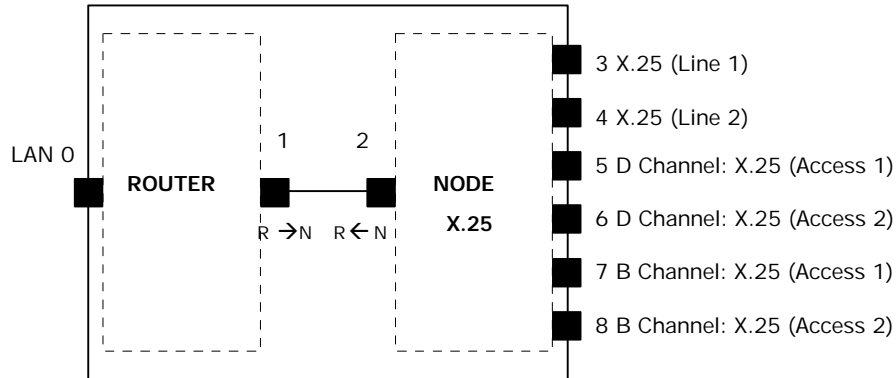 3 X.25 (Line 1)
4 X.25 (Line 2)
1 2
LAN 0
5 D Channel: X.25 (Access 1)
ROUTER
NODE
X.25
6 D Channel: X.25 (Access 2)
R →N R ← N
7 B Channel: X.25 (Access 1)
8 B Channel: X.25 (Access 2)